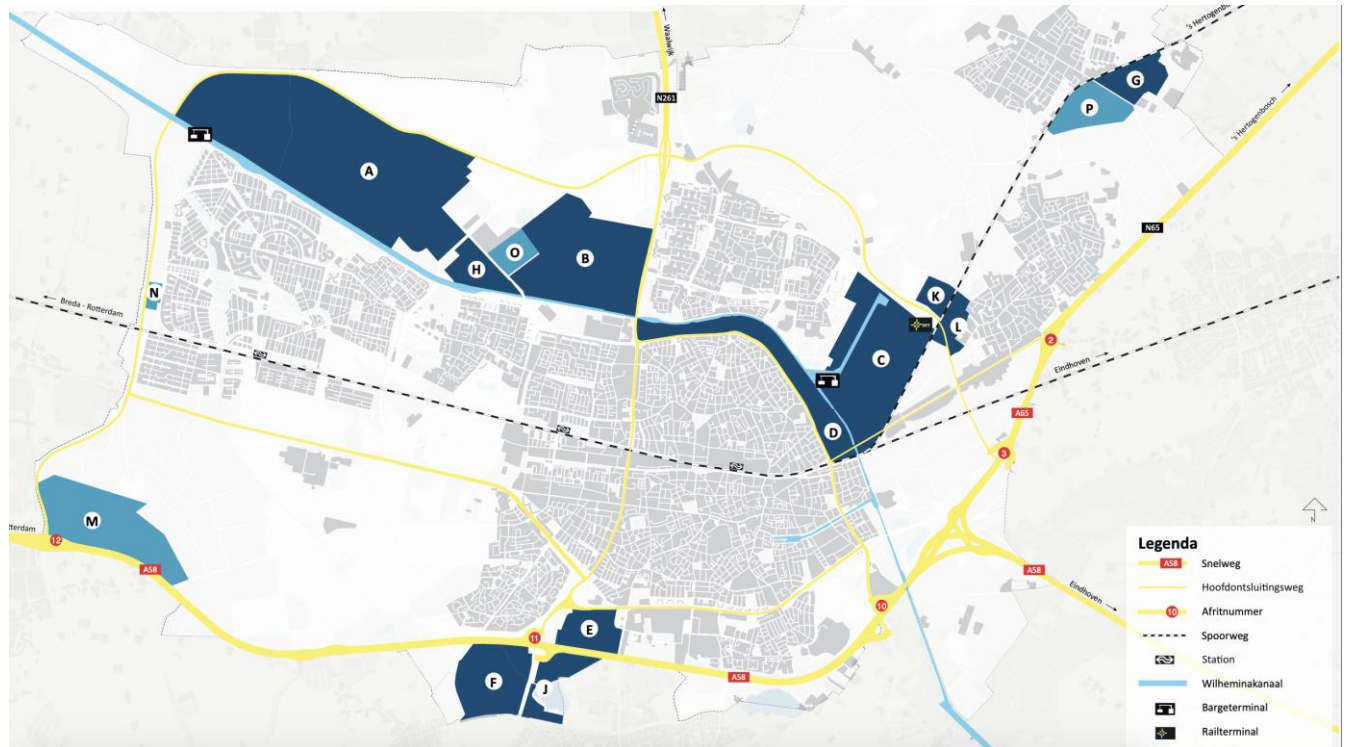 Waalwijk
's Hertogenbosch
G
P
N261
's Hertogenbosch
A
N65
O
B
H
K
N
Breda - Rotterdam
L
C
2
Eindhoven
A65
D
3
M
12
A58
10
A58
Eindhoven
E
11
F
J
A58
N
Legenda
A58 Snelweg
Hoofdontsluitingsweg
10 Afritnummer
Spoorweg
Station
Wilheminakanaal
Bargeterminal
Railterminal